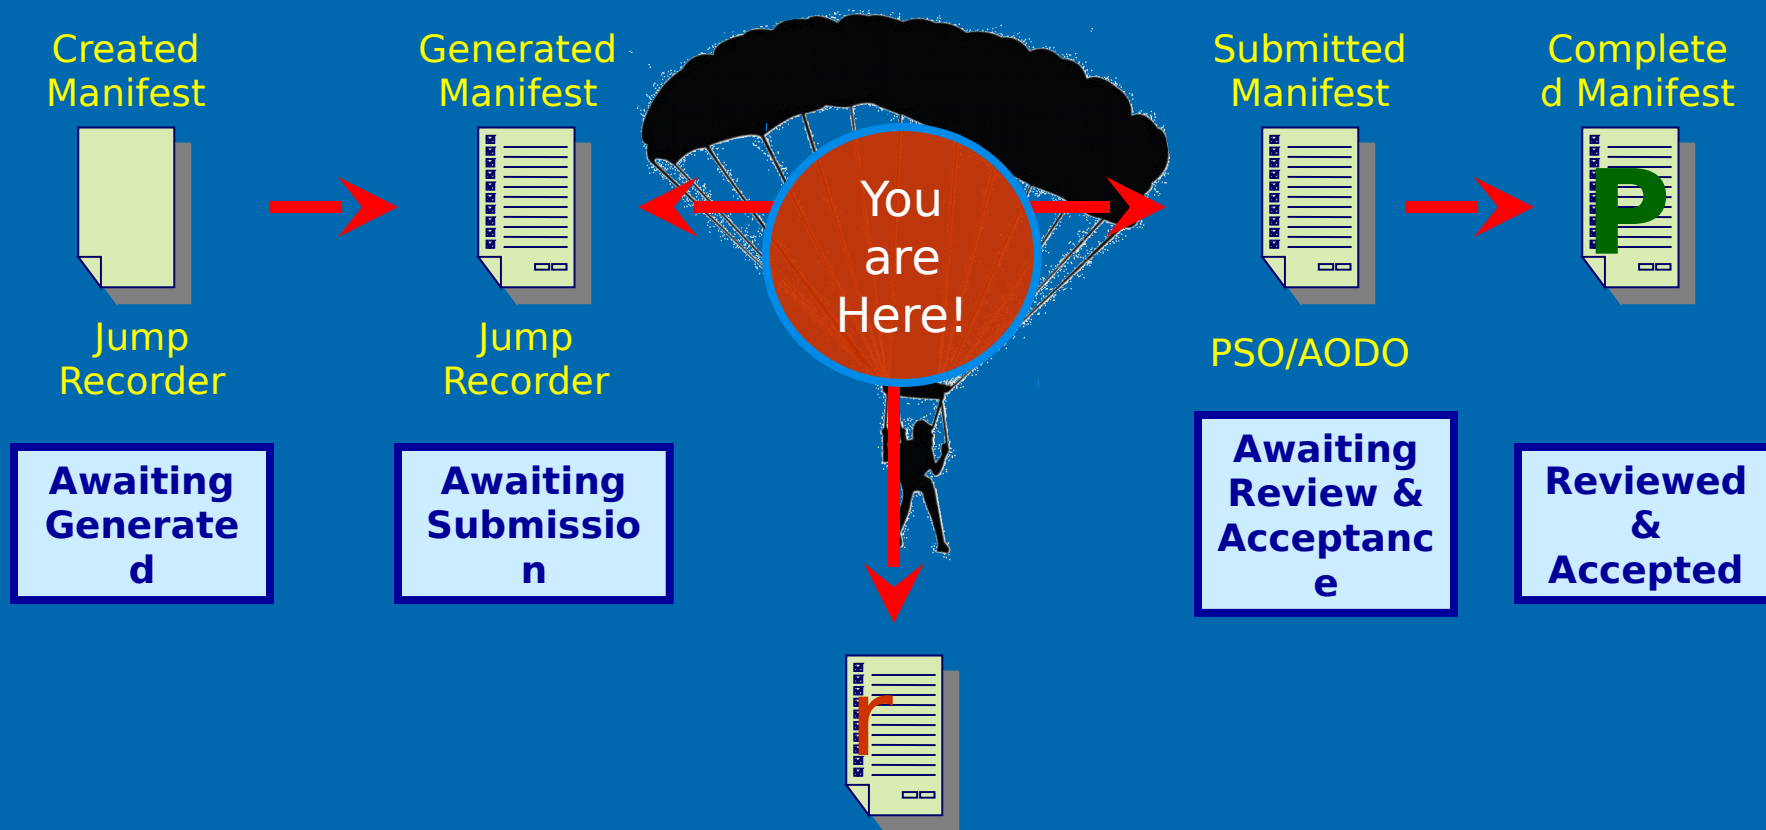 Created
Manifest
Generated
Manifest
Submitted
Manifest
Complete
d Manifest
You
are
Here!
P
Jump
Recorder
Jump
Recorder
PSO/AODO
Awaiting
Generate
d
Awaiting
Submissio
n
Awaiting
Review &
Acceptanc
e
Reviewed
&
Accepted
r